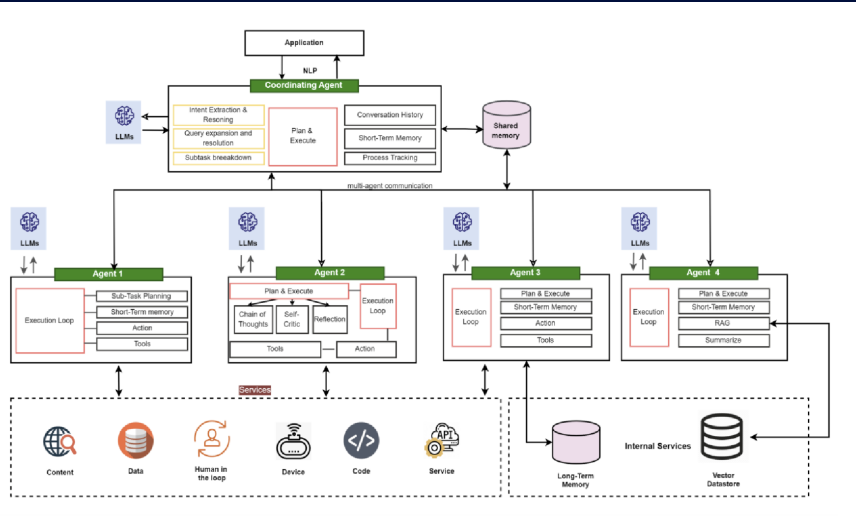 Application
NLP
Coordinating Agent
LLMs
Intent Extraction &
Resoning
Query expansion and
resolution
Subtask breeakdown
Plan &
Execute
Conversation History
Short-Term Memory
Process Tracking
Shared
memory
multi-agent communication
LLMs
LLMs
LLMs
LLMs
Agent 1
Execution Loop
Sub-Task Planning
Short-Term memory
Action
Tools
Agent 2
Plan & Execute
Execution
Loop
Chain of
Thoughts
Self-
Critic
Reflection
Tools
Action
Agent 3
Execution
Loop
Plan & Execute
Short-Term Memory
Action
Tools
Agent 4
Execution
Loop
Plan & Execute
Short-Term Memory
RAG
Summarize
Services
Content
Data
Human in
the loop
Device
Code
API
Service
Long-Term
Memory
Internal Services
Vector
Datastore